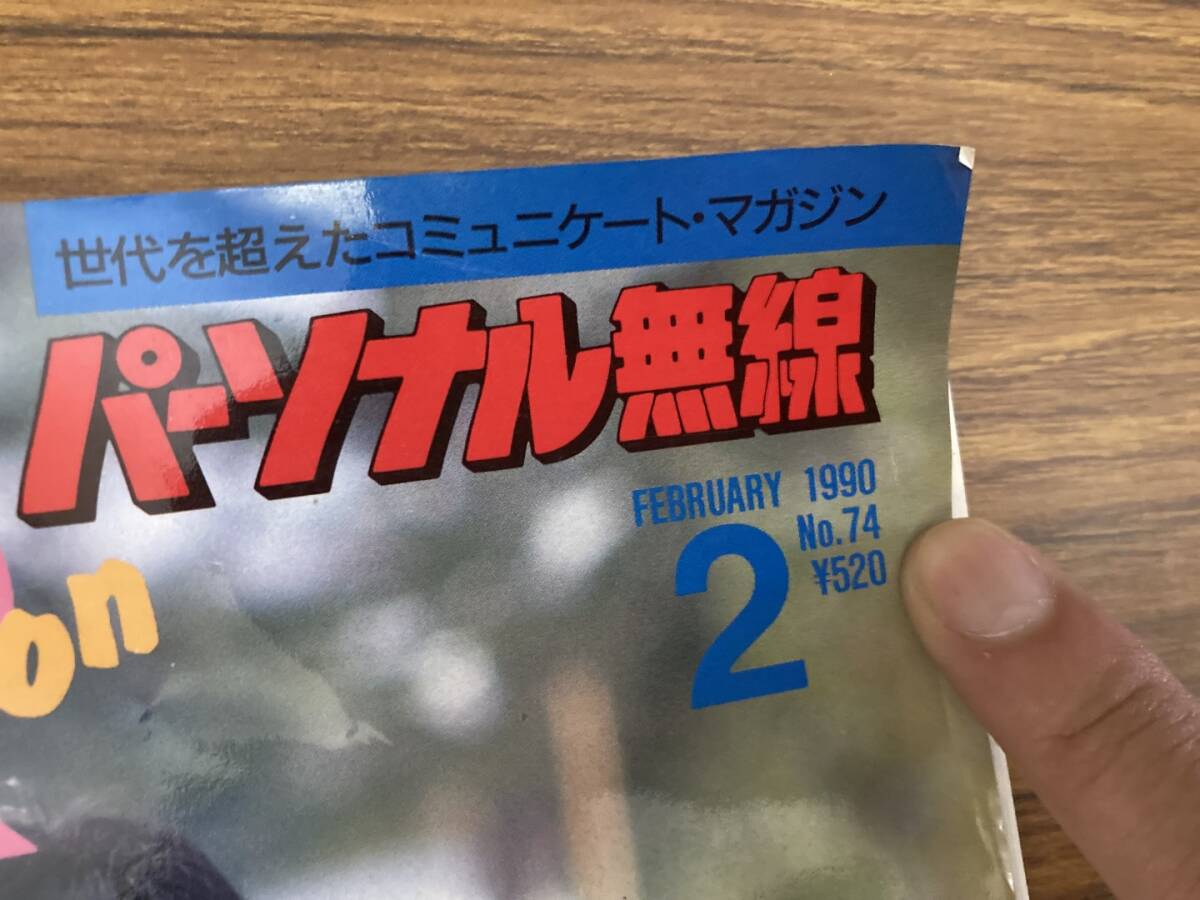 世代を超えたコミュニケート・マガジン
パーソナル無線
FEBRUARY 1990
2
No.74
¥520
on